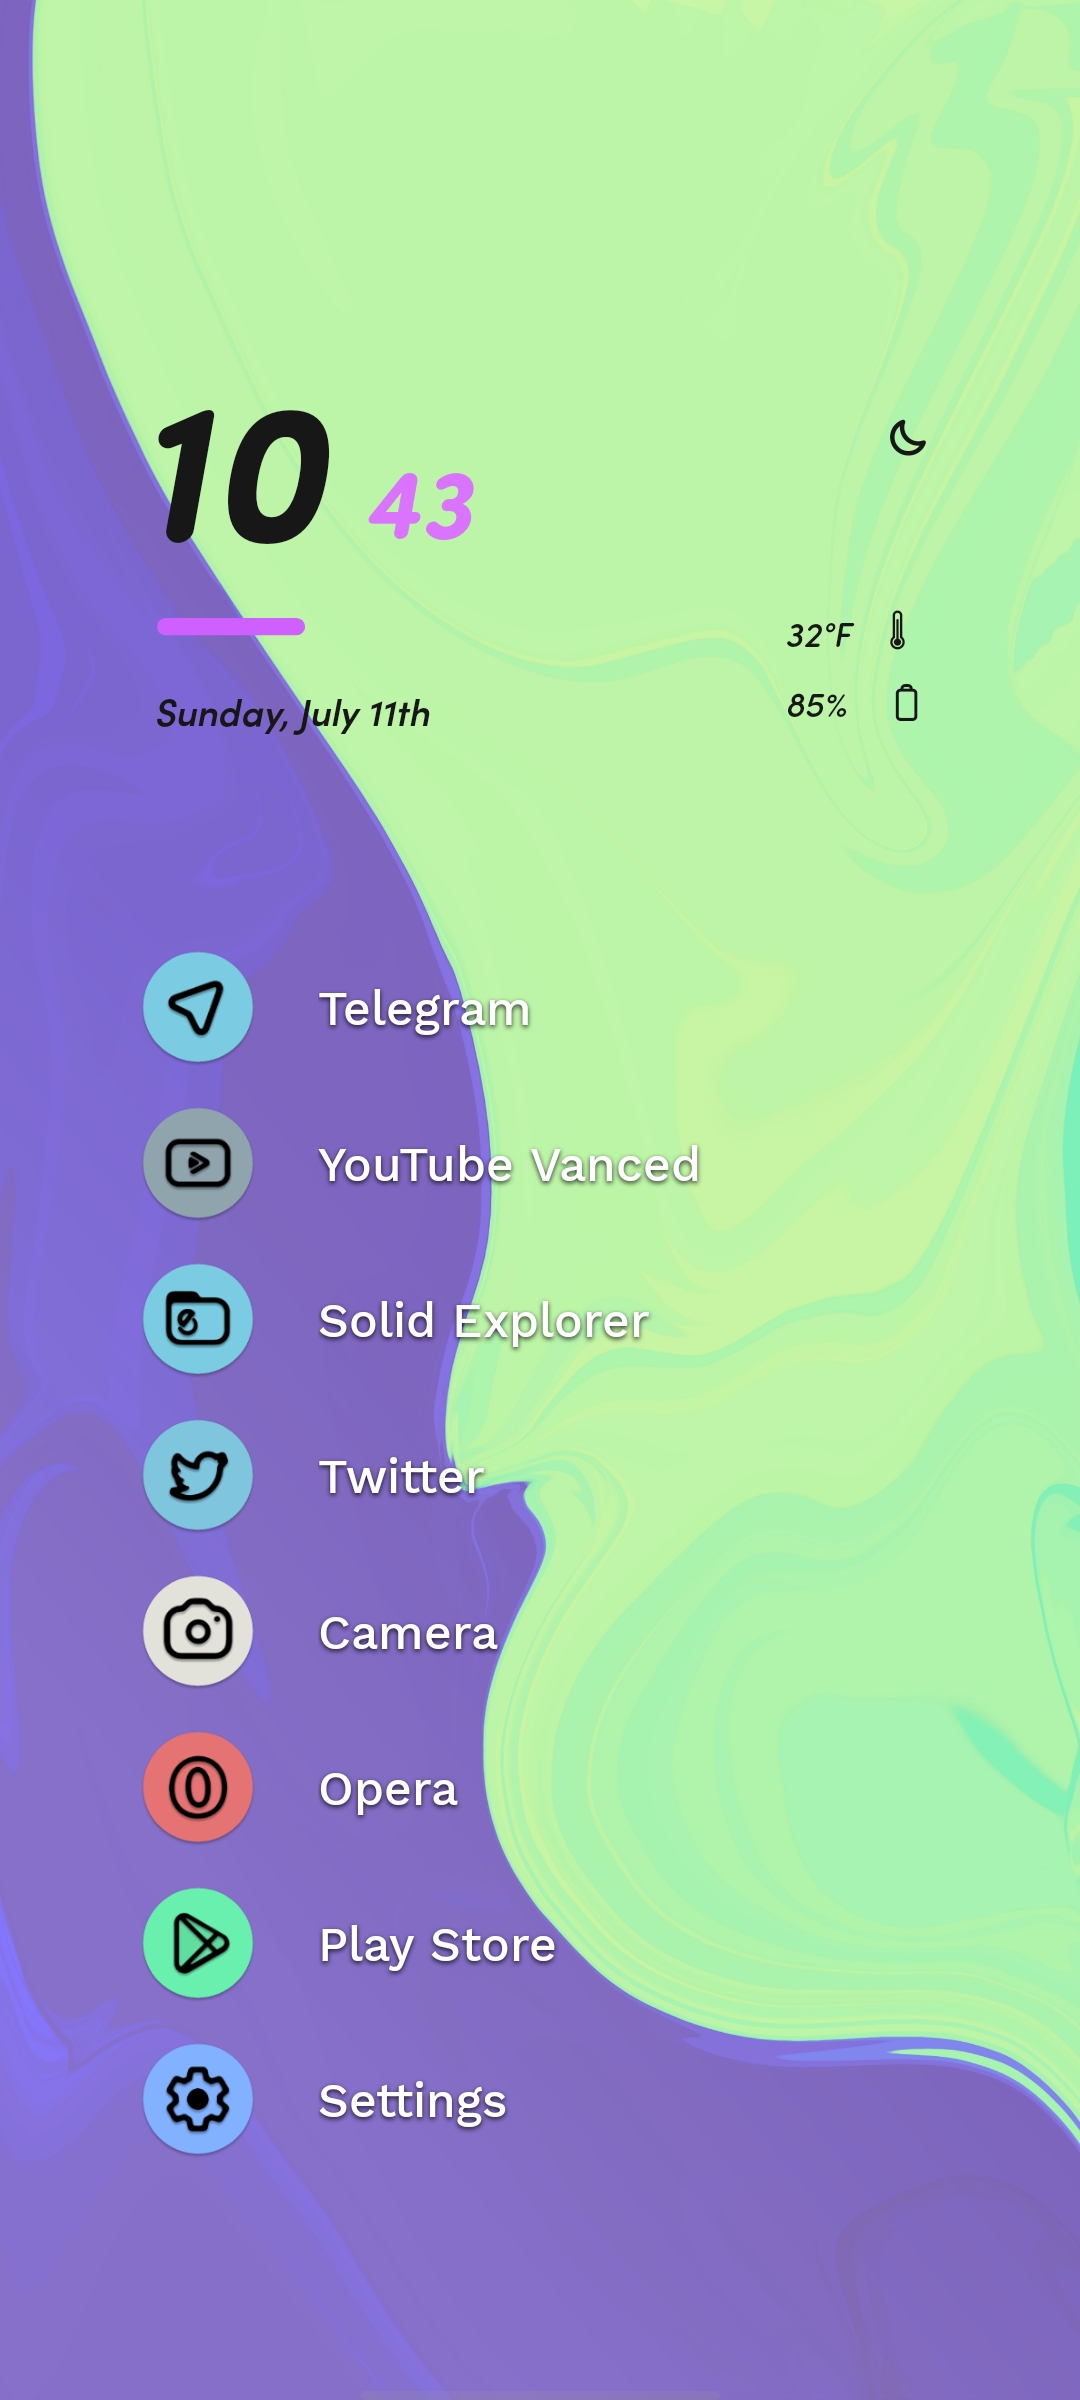 10 43
32°F
85%
Sunday, July 11th
Telegram
YouTube Vanced
Solid Explorer
Twitter
Camera
Opera
Play Store
Settings